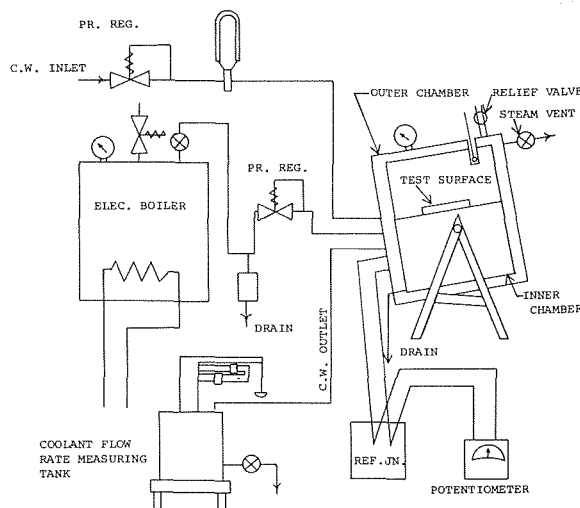 PR. REG.
C.W. INLET
OUTER CHAMBER
RELIEF VALVE
STEAM VENT
PR. REG.
TEST SURFACE
ELEC. BOILER
INNER
CHAMBER
DRAIN
C.W. OUTLET
DRAIN
COOLANT FLOW
RATE MEASURING
TANK
REF.JN.
POTENTIOMETER